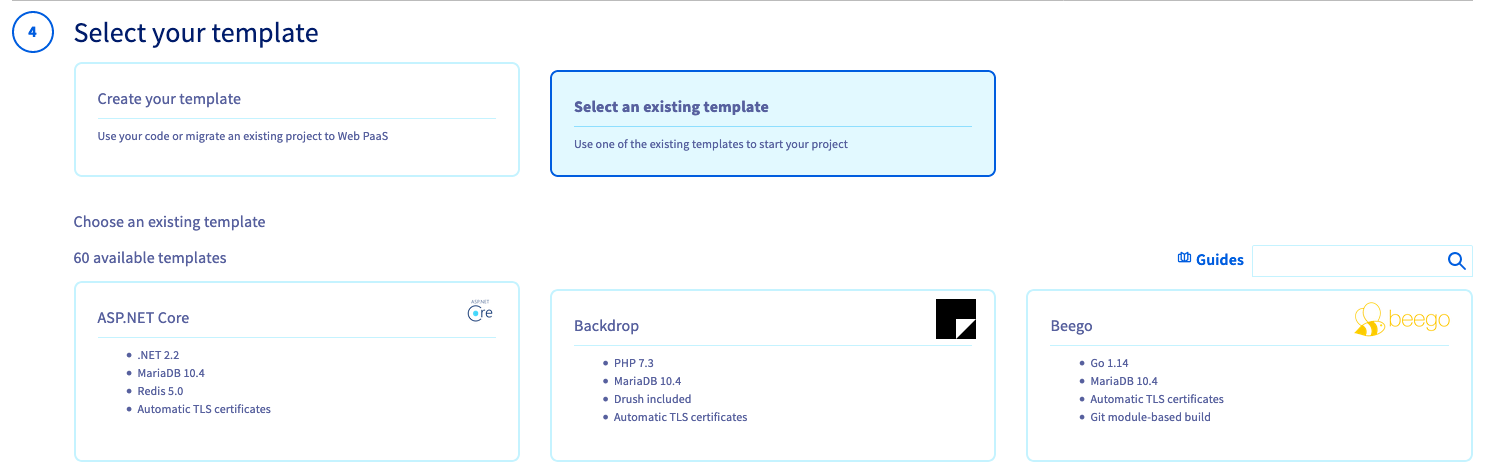 4
Select your template
Create your template
Use your code or migrate an existing project to Web PaaS
Select an existing template
Use one of the existing templates to start your project
Choose an existing template
60 available templates
Guides
ASP.NET Core
ASP.NET
Core
.NET 2.2
MariaDB 10.4
Redis 5.0
Automatic TLS certificates
Backdrop
PHP 7.3
MariaDB 10.4
Drush included
Automatic TLS certificates
Beego
beego
Go 1.14
MariaDB 10.4
Automatic TLS certificates
Git module-based build